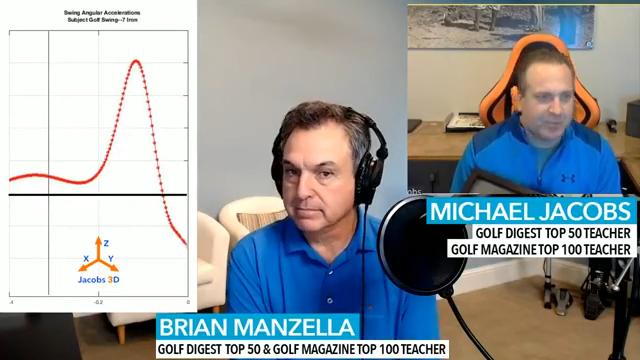 Swing Angular Accelerations
Subject Golf Swing--7 Iron
Z
X
Y
Jacobs 3D
-0.2
0
MICHAEL JACOBS
GOLF DIGEST TOP 50 TEACHER
GOLF MAGAZINE TOP 100 TEACHER
BRIAN MANZELLA
GOLF DIGEST TOP 50 & GOLF MAGAZINE TOP 100 TEACHER